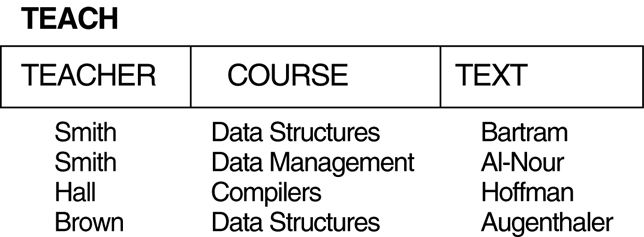 TEACH
TEACHER COURSE TEXT
Smith Data Structures Bartram
Smith Data Management Al-Nour
Hall Compilers Hoffman
Brown Data Structures Augenthaler